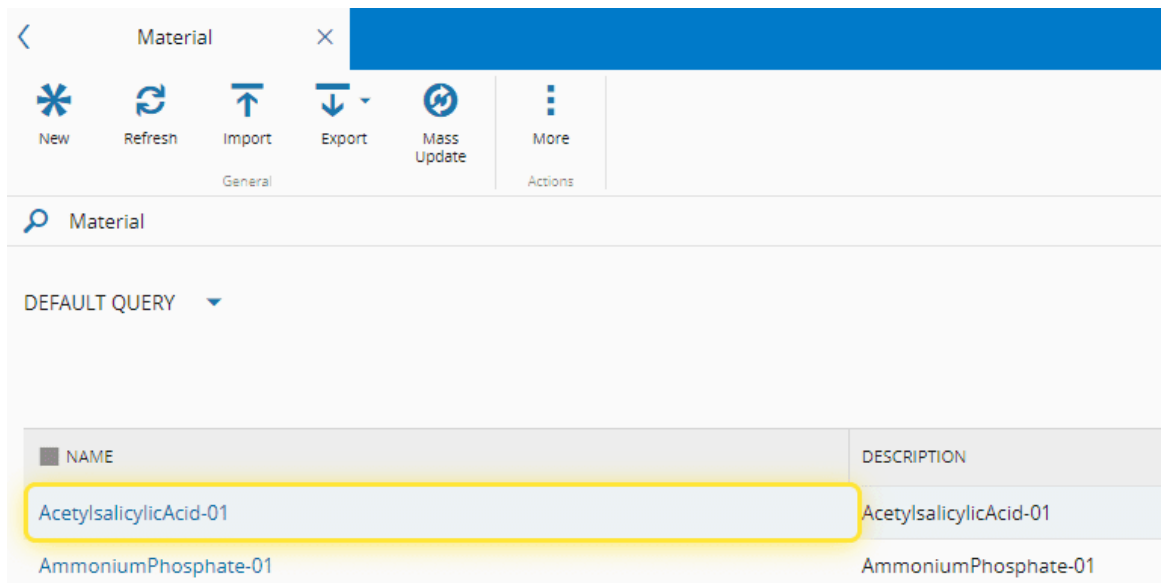 Material
New Refresh Import Export Mass Update More
General Actions
Material
DEFAULT QUERY
NAME DESCRIPTION
AcetylsalicylicAcid-01 AcetylsalicylicAcid-01
AmmoniumPhosphate-01 AmmoniumPhosphate-01